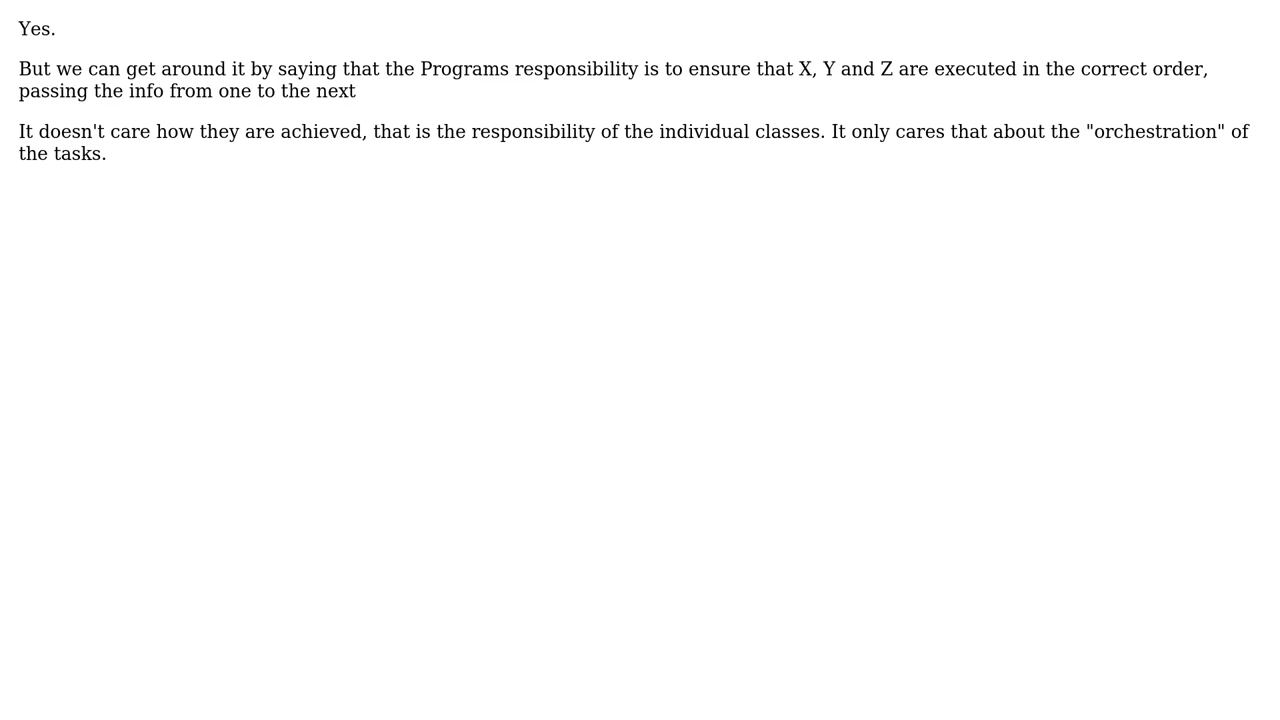 Yes.
But we can get around it by saying that the Programs responsibility is to ensure that X, Y and Z are executed in the correct order,
passing the info from one to the next
It doesn't care how they are achieved, that is the responsibility of the individual classes. It only cares that about the "orchestration" of
the tasks.